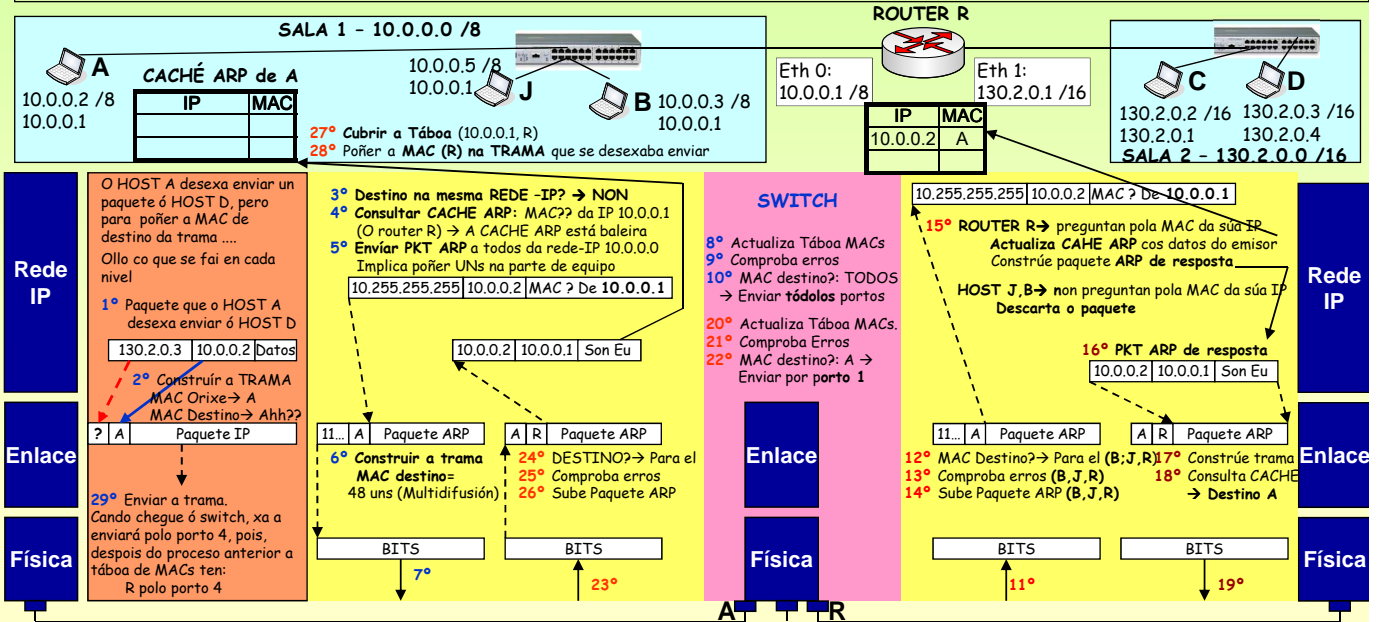 ROUTER R
SALA 1 – 10.0.0.0 /8
A
10.0.0.2 /8
10.0.0.1
CACHÉ ARP de A
IP MAC
10.0.0.5 /8
10.0.0.1
J
B
10.0.0.3 /8
10.0.0.1
27º Cubrir a Táboa (10.0.0.1, R)
28º Poñer a MAC (R) na TRAMA que se desexaba enviar
Eth 0:
10.0.0.1 /8
Eth 1:
130.2.0.1 /16
IP MAC
10.0.0.2 A
C
D
130.2.0.2 /16
130.2.0.1
130.2.0.3 /16
130.2.0.4
SALA 2 – 130.2.0.0 /16
Rede
IP
Enlace
Física
O HOST A desexa enviar un
paquete ó HOST D, pero
para poñer a MAC de
destino da trama ....
Ollo co que se fai en cada
nivel
1º Paquete que o HOST A
desexa enviar ó HOST D
130.2.0.3 10.0.0.2 Datos
2º Construír a TRAMA
MAC Orixe→ A
MAC Destino→ Ahh??
? A Paquete IP
29º Enviar a trama.
Cando chegue ó switch, xa a
enviará polo porto 4, pois,
despois do proceso anterior a
táboa de MACs ten:
R polo porto 4
3º Destino na mesma REDE –IP? → NON
4º Consultar CACHE ARP: MAC?? da IP 10.0.0.1
(O router R) → A CACHE ARP está baleira
5º Envíar PKT ARP a todos da rede-IP 10.0.0.0
Implica poñer UNs na parte de equipo
10.255.255.255 10.0.0.2 MAC ? De 10.0.0.1
10.0.0.2 10.0.0.1 Son Eu
11... A Paquete ARP
6º Construir a trama
MAC destino=
48 uns (Multidifusión)
A R Paquete ARP
24º DESTINO?→ Para el
25º Comproba erros
26º Sube Paquete ARP
BITS
7º
BITS
23º
SWITCH
8º Actualiza Táboa MACs
9º Comproba erros
10º MAC destino?: TODOS
→ Enviar tódolos portos
20º Actualiza Táboa MACs.
21º Comproba Erros
22º MAC destino?: A →
Enviar por porto 1
Enlace
Física
A
R
10.255.255.255 10.0.0.2 MAC ? De 10.0.0.1
15º ROUTER R→ preguntan pola MAC da súa IP
Actualiza CAHE ARP cos datos do emisor
Constrúe paquete ARP de resposta
HOST J,B→ non preguntan pola MAC da súa IP
Descarta o paquete
16º PKT ARP de resposta
10.0.0.2 10.0.0.1 Son Eu
11... A Paquete ARP
12º MAC Destino?→ Para el (B;J,R)
13º Comproba erros (B,J,R)
14º Sube Paquete ARP (B,J,R)
A R Paquete ARP
17º Constrúe trama
18º Consulta CACHE
→ Destino A
BITS
11º
BITS
19º
Rede
IP
Enlace
Física